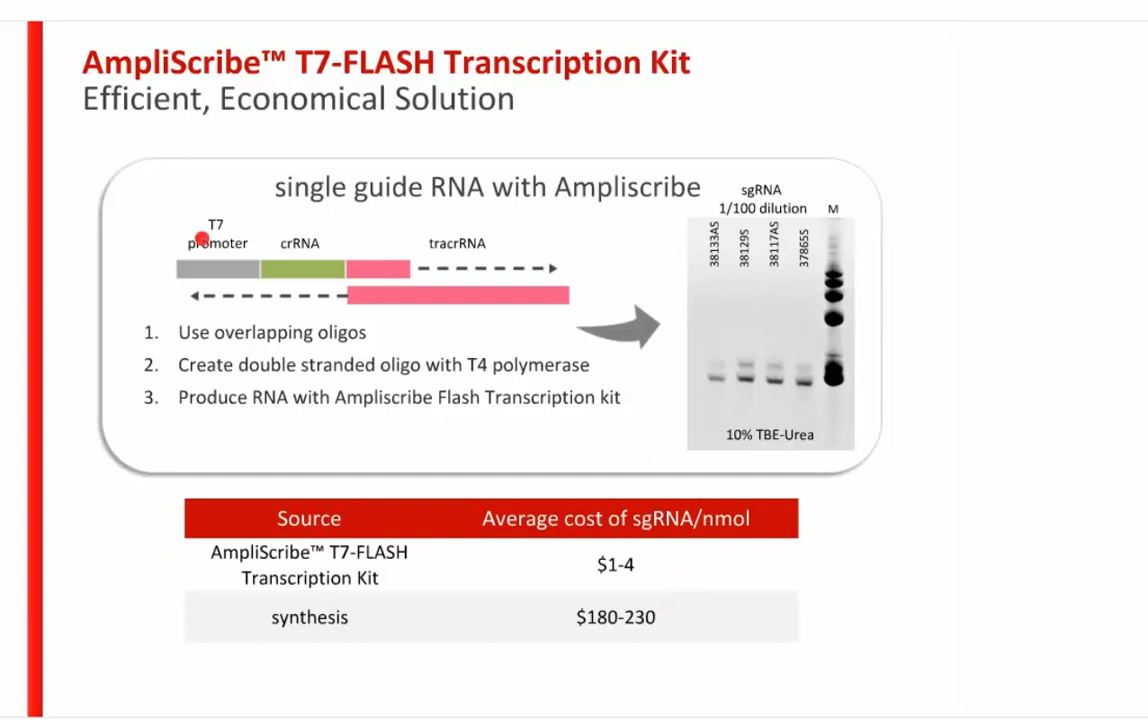 AmpliScribe™ T7-FLASH Transcription Kit
Efficient, Economical Solution
single guide RNA with Ampliscribe
T7
promoter
crRNA
tracrRNA
1. Use overlapping oligos
2. Create double stranded oligo with T4 polymerase
3. Produce RNA with Ampliscribe Flash Transcription kit
sgRNA
1/100 dilution
M
38133AS
38129S
38117AS
37865S
10% TBE-Urea
Source Average cost of sgRNA/nmol
AmpliScribe™ T7-FLASH
Transcription Kit
$1-4
synthesis $180-230